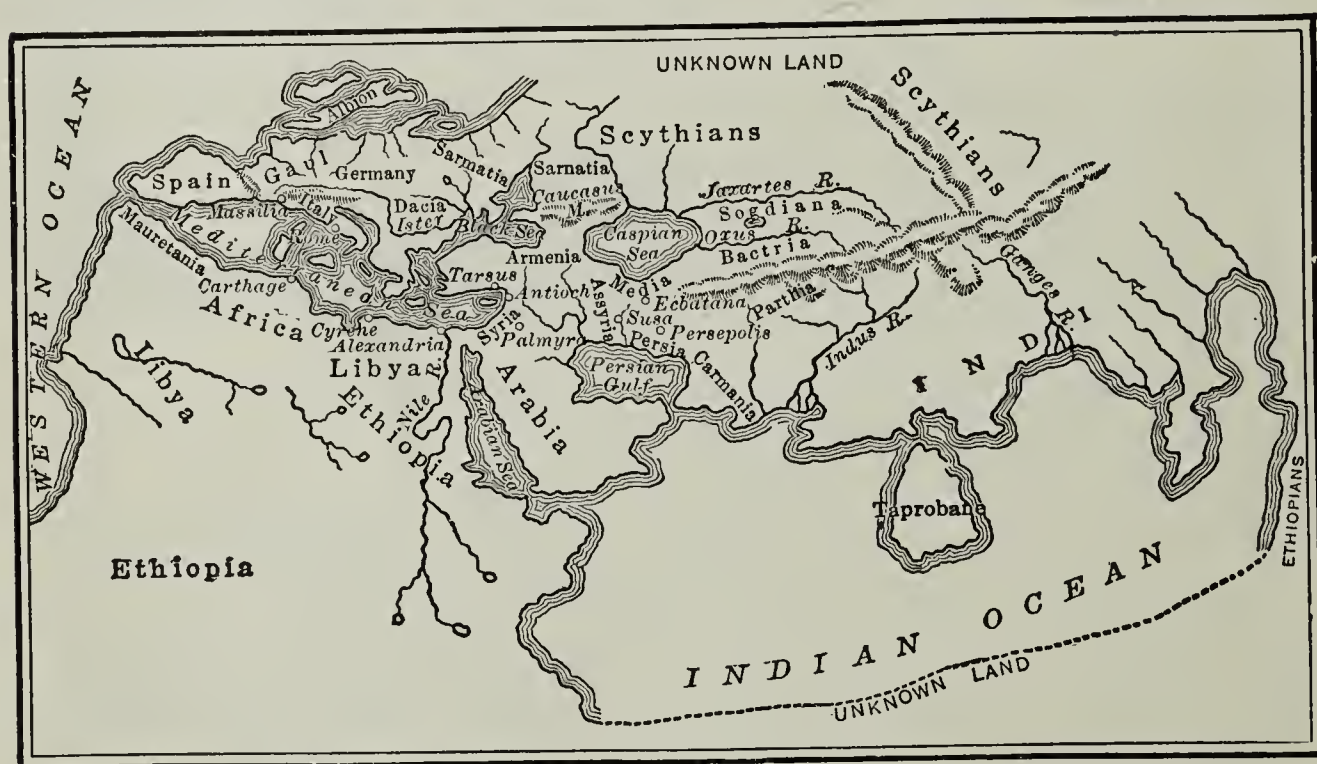 UNKNOWN LAND
WESTERN OCEAN
Albion
Scythians
Scythians
Gaul
Germany
Sarmatia
Sarnatia
Spain
Caucasus
M.
Jaxartes R.
Massilia
Italy
Dacia
Ister
Sogdiana
Mediterranean Sea
Rome
Black Sea
Caspian
Sea
Oxus R.
Bactria
Mauretania
Armenia
Ganges R.
Carthage
Tarsus
Media
Antioch
Assyria
Ecbatana
Parthia
Africa
Cyrene
Syria
Susa
Palmyra
Persepolis
Alexandria
Persia
Indus R.
INDIA
Libya
Libya
Carmania
Persian
Gulf
Nile R.
Ethiopia
Arabian Sea
Arabia
Taprobane
ETHIOPIANS
Ethiopia
INDIAN OCEAN
UNKNOWN LAND